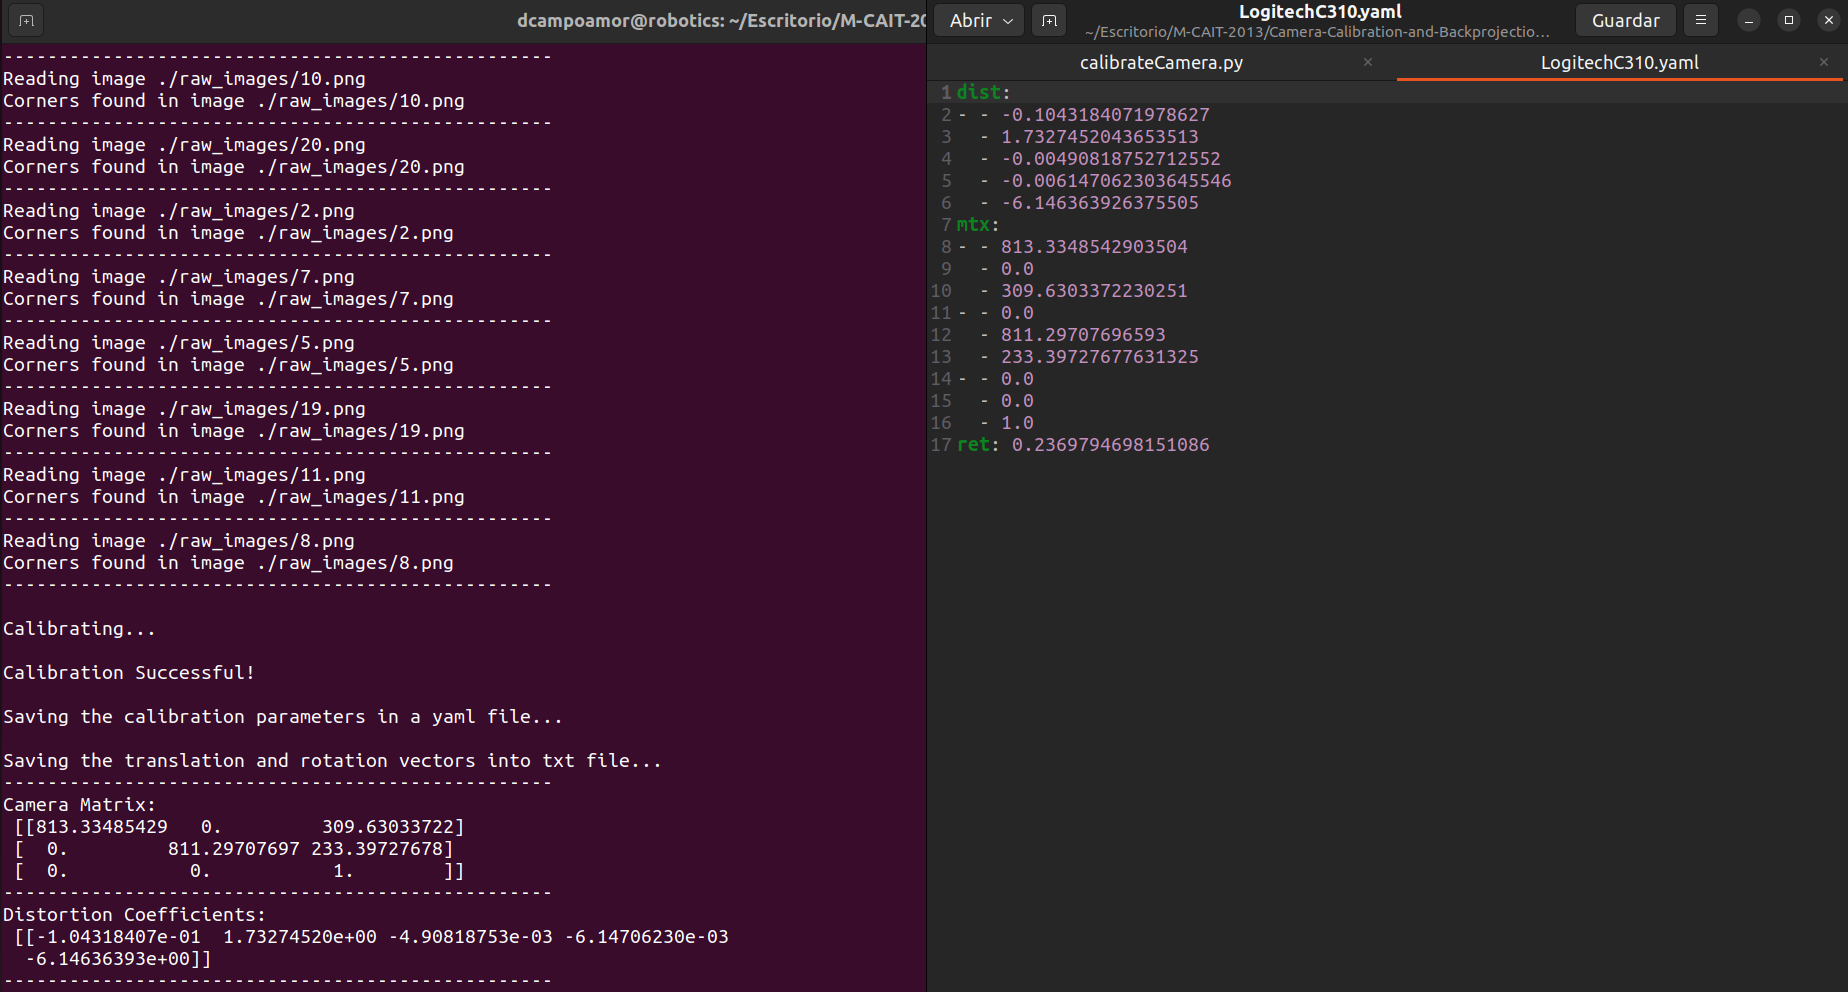 dcampoamor@robotics: ~/Escritorio/M-CAIT-20
--------------------------------------------------
Reading image ./raw_images/10.png
Corners found in image ./raw_images/10.png
--------------------------------------------------
Reading image ./raw_images/20.png
Corners found in image ./raw_images/20.png
--------------------------------------------------
Reading image ./raw_images/2.png
Corners found in image ./raw_images/2.png
--------------------------------------------------
Reading image ./raw_images/7.png
Corners found in image ./raw_images/7.png
--------------------------------------------------
Reading image ./raw_images/5.png
Corners found in image ./raw_images/5.png
--------------------------------------------------
Reading image ./raw_images/19.png
Corners found in image ./raw_images/19.png
--------------------------------------------------
Reading image ./raw_images/11.png
Corners found in image ./raw_images/11.png
--------------------------------------------------
Reading image ./raw_images/8.png
Corners found in image ./raw_images/8.png
--------------------------------------------------
Calibrating...
Calibration Successful!
Saving the calibration parameters in a yaml file...
Saving the translation and rotation vectors into txt file...
--------------------------------------------------
Camera Matrix:
[[813.33485429   0.         309.63033722]
[  0.         811.29707697 233.39727678]
[  0.           0.           1.        ]]
--------------------------------------------------
Distortion Coefficients:
[[-1.04318407e-01  1.73274520e+00 -4.90818753e-03 -6.14706230e-03
-6.14636393e+00]]
--------------------------------------------------
Abrir
LogitechC310.yaml
~/Escritorio/M-CAIT-2013/Camera-Calibration-and-Backprojectio...
Guardar
calibrateCamera.py
LogitechC310.yaml
1 dist:
2 - - -0.1043184071978627
3   - 1.7327452043653513
4   - -0.00490818752712552
5   - -0.006147062303645546
6   - -6.146363926375505
7 mtx:
8 - - 813.3348542903504
9   - 0.0
10   - 309.6303372230251
11 - - 0.0
12   - 811.29707696593
13   - 233.39727677631325
14 - - 0.0
15   - 0.0
16   - 1.0
17 ret: 0.2369794698151086